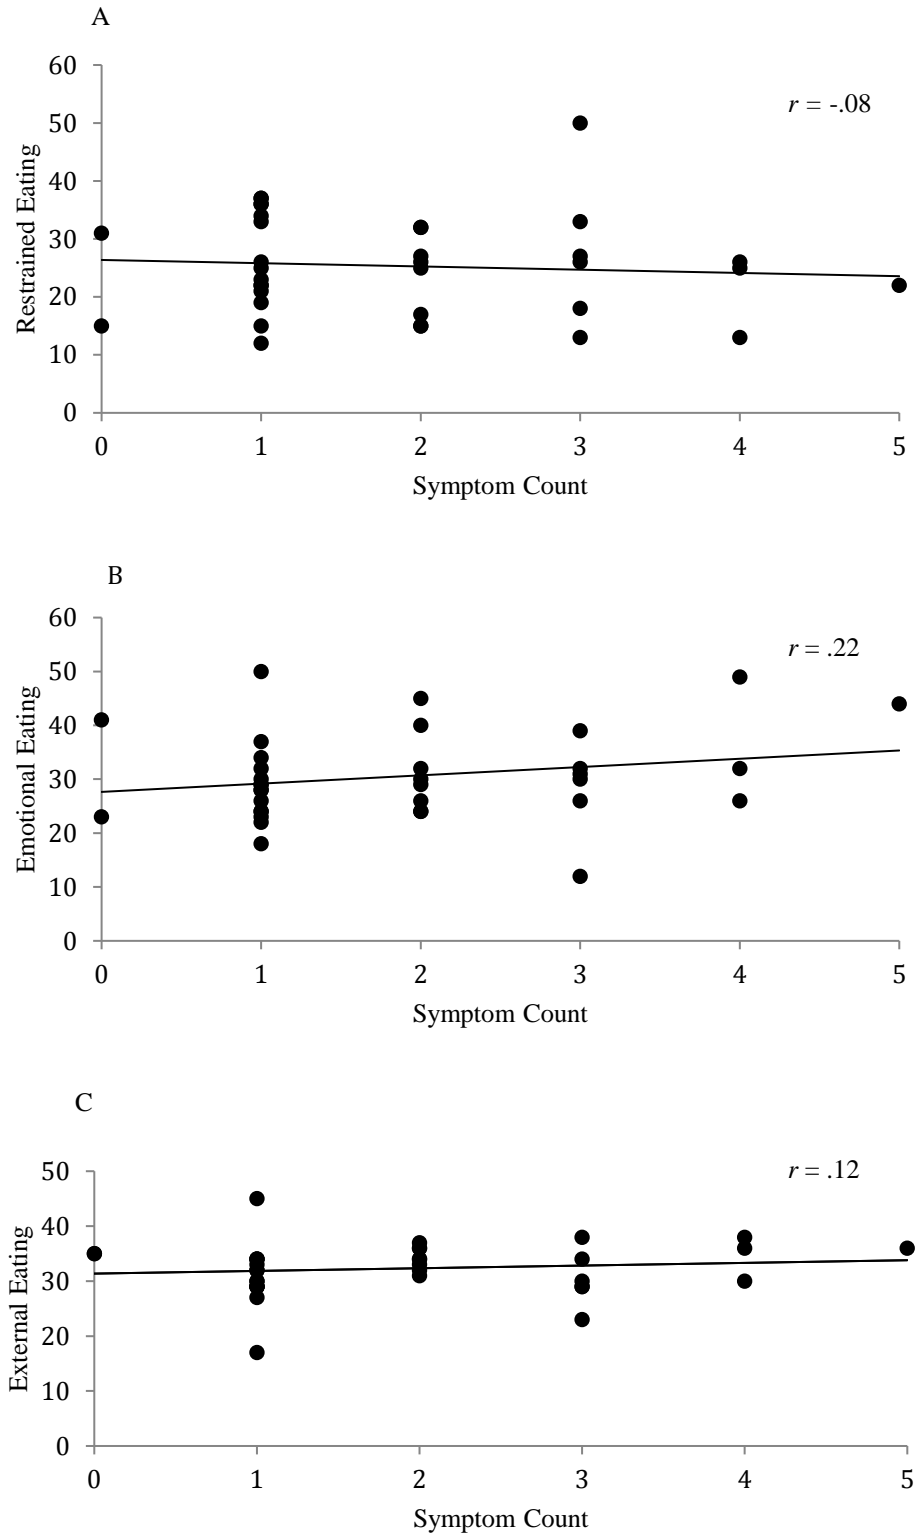 A
60
50
40
30
20
10
0
Restrained Eating
r = -.08
0 1 2 3 4 5
Symptom Count
B
60
50
40
30
20
10
0
Emotional Eating
r = .22
0 1 2 3 4 5
Symptom Count
C
50
40
30
20
10
0
External Eating
r = .12
0 1 2 3 4 5
Symptom Count